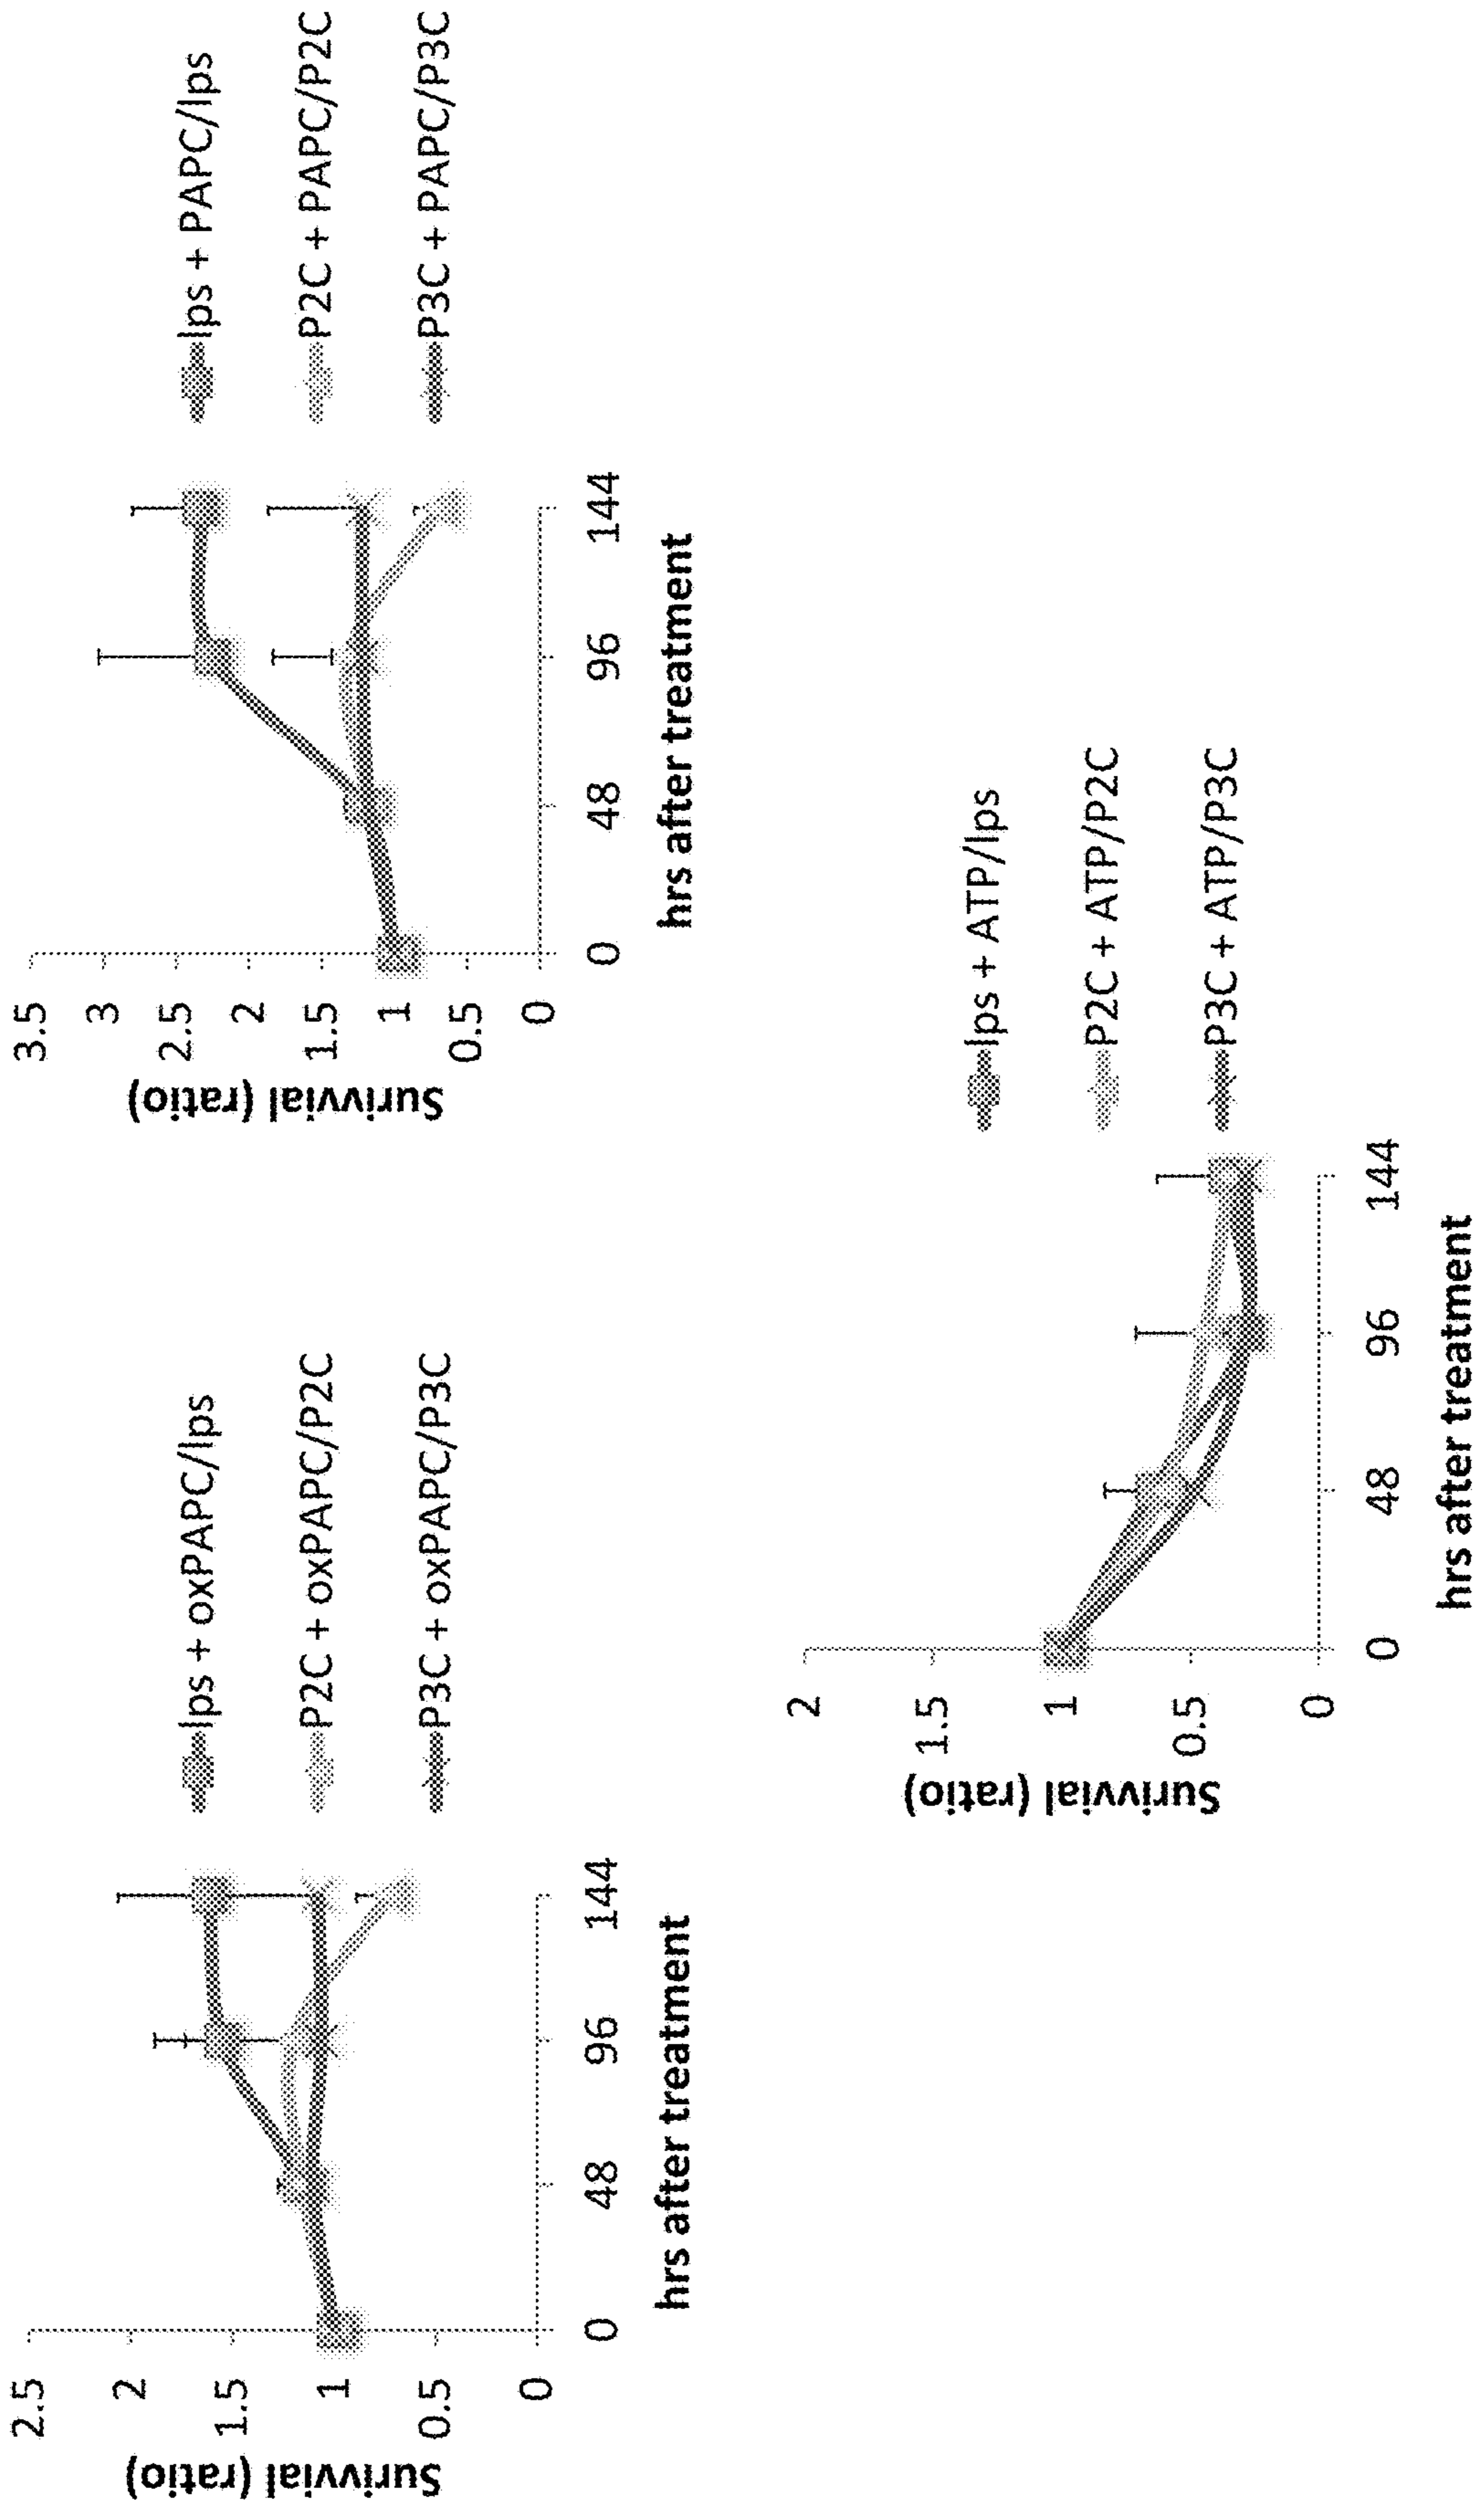 2.5
2
1.5
1
0.5
0
Surivvial (ratio)
0 48 96 144
hrs after treatment
lps + oxPAPC/lps
P2C + oxPAPC/P2C
P3C + oxPAPC/P3C
3.5
3
2.5
2
1.5
1
0.5
0
Surivvial (ratio)
0 48 96 144
hrs after treatment
lps + PAPC/lps
P2C + PAPC/P2C
P3C + PAPC/P3C
2
1.5
1
0.5
0
Surivvial (ratio)
0 48 96 144
hrs after treatment
lps + ATP/lps
P2C + ATP/P2C
P3C + ATP/P3C